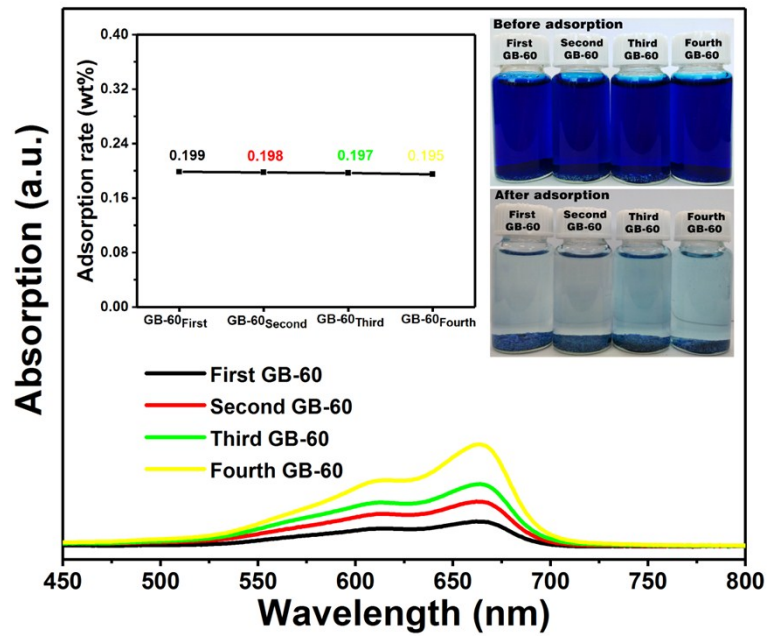 Absorption (a.u.)
Adsorption rate (wt%)
0.40
0.32
0.24
0.16
0.08
0.00
0.199
0.198
0.197
0.195
GB-60First
GB-60Second
GB-60Third
GB-60Fourth
Before adsorption
First
GB-60
Second
GB-60
Third
GB-60
Fourth
GB-60
After adsorption
First
GB-60
Second
GB-60
Third
GB-60
Fourth
GB-60
First GB-60
Second GB-60
Third GB-60
Fourth GB-60
450
500
550
600
650
700
750
800
Wavelength (nm)